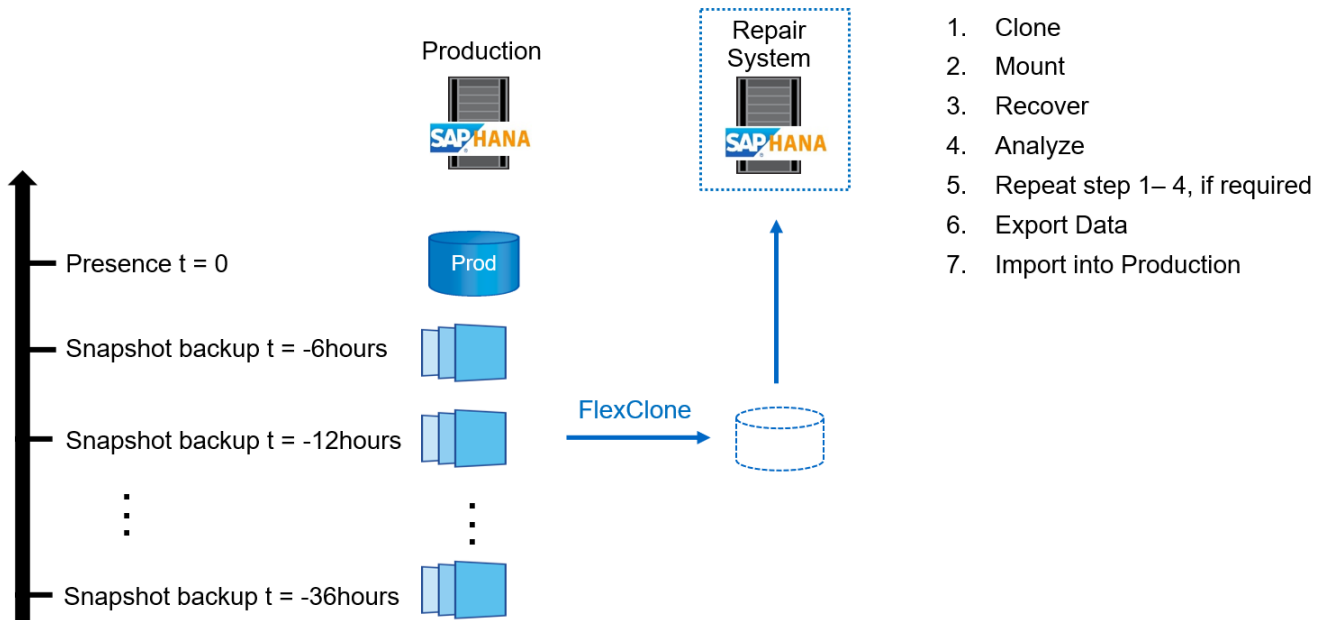 Production
SAP HANA
Repair
System
SAP HANA
1. Clone
2. Mount
3. Recover
4. Analyze
5. Repeat step 1– 4, if required
6. Export Data
7. Import into Production
Presence t = 0
Prod
Snapshot backup t = -6hours
Snapshot backup t = -12hours
FlexClone
Snapshot backup t = -36hours